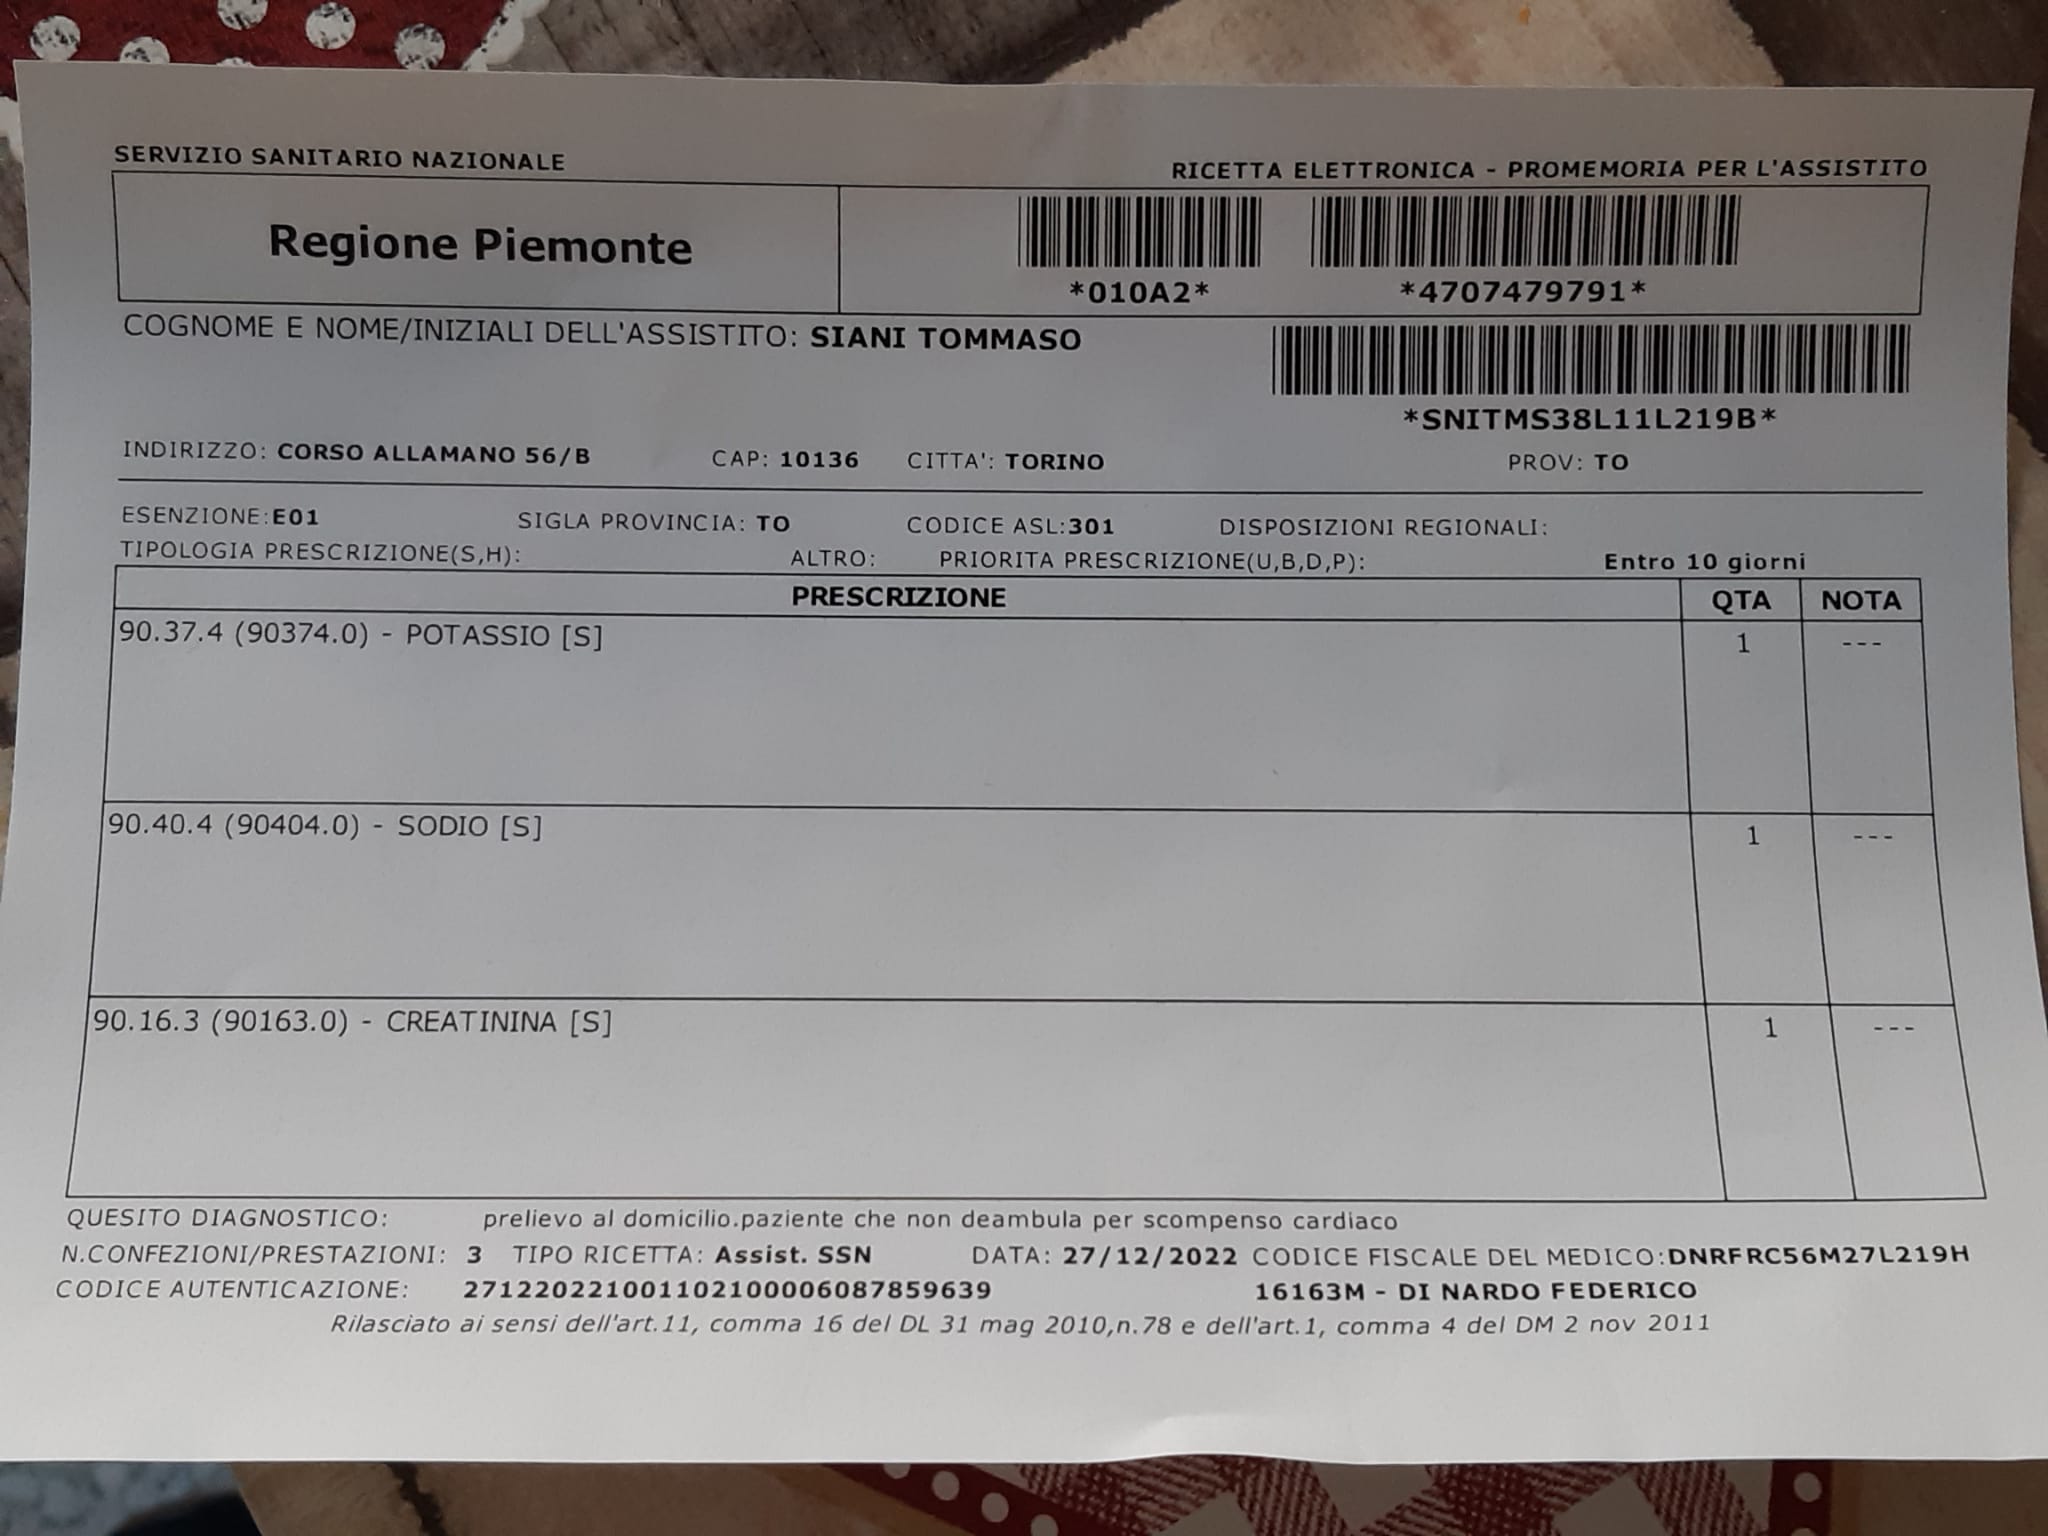 SERVIZIO SANITARIO NAZIONALE RICETTA ELETTRONICA - PROMEMORIA PER L'ASSISTITO
Regione Piemonte
*010A2* *4707479791*
COGNOME E NOME/INIZIALI DELL'ASSISTITO: SIANI TOMMASO
*SNITMS38L11L219B*
INDIRIZZO: CORSO ALLAMANO 56/B CAP: 10136 CITTA': TORINO PROV: TO
ESENZIONE:E01 SIGLA PROVINCIA: TO CODICE ASL:301 DISPOSIZIONI REGIONALI:
TIPOLOGIA PRESCRIZIONE(S,H): ALTRO: PRIORITA PRESCRIZIONE(U,B,D,P): Entro 10 giorni
PRESCRIZIONE QTA NOTA
90.37.4 (90374.0) - POTASSIO [S] 1 ---
90.40.4 (90404.0) - SODIO [S] 1 ---
90.16.3 (90163.0) - CREATININA [S] 1 ---
QUESITO DIAGNOSTICO: prelievo al domicilio.paziente che non deambula per scompenso cardiaco
N.CONFEZIONI/PRESTAZIONI: 3 TIPO RICETTA: Assist. SSN DATA: 27/12/2022 CODICE FISCALE DEL MEDICO:DNRFRC56M27L219H
CODICE AUTENTICAZIONE: 271220221001102100006087859639 16163M - DI NARDO FEDERICO
Rilasciato ai sensi dell'art.11, comma 16 del DL 31 mag 2010,n.78 e dell'art.1, comma 4 del DM 2 nov 2011